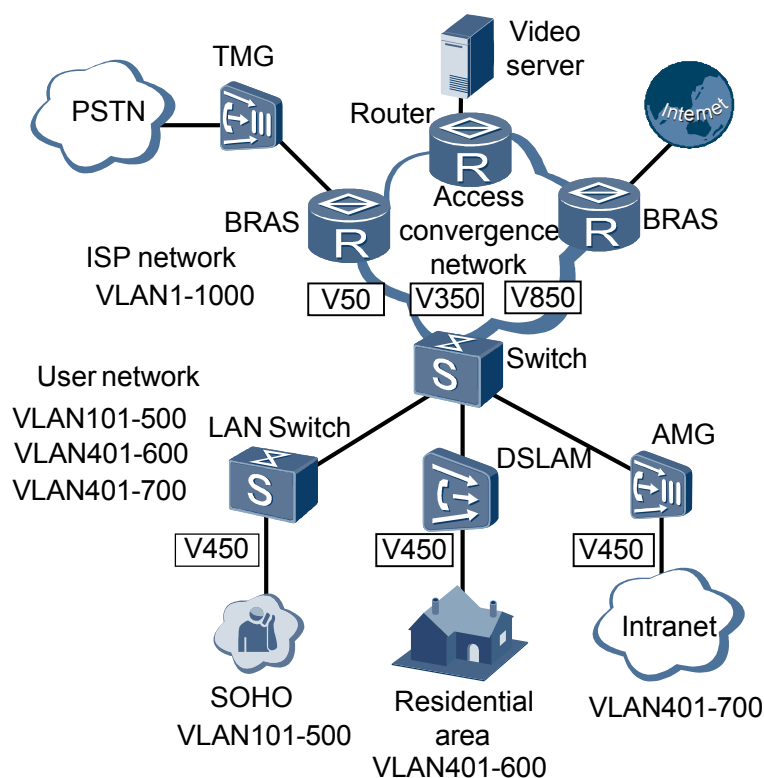 Video
server
TMG
PSTN
Router
Internet
R
Access
convergence
network
BRAS
R
BRAS
R
ISP network
VLAN1-1000
V50
V350
V850
Switch
S
User network
VLAN101-500
VLAN401-600
VLAN401-700
LAN Switch
S
DSLAM
AMG
V450
V450
V450
Intranet
SOHO
VLAN101-500
Residential
area
VLAN401-600
VLAN401-700